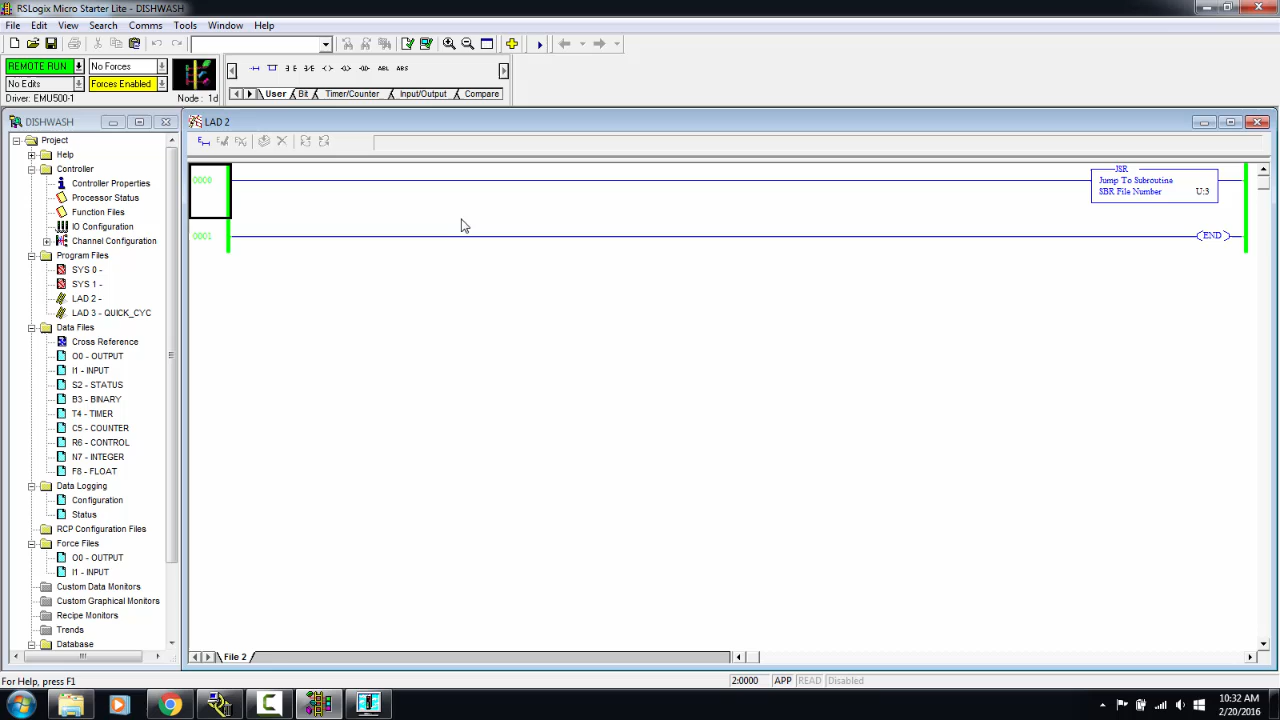 RSLogix Micro Starter Lite - DISHWASH
File Edit View Search Comms Tools Window Help
REMOTE RUN No Forces
No Edits Forces Enabled
Driver: EMU500-1 Node : 1d
User Bit Timer/Counter Input/Output Compare
ABL ABS
DISHWASH
Project
Help
Controller
Controller Properties
Processor Status
Function Files
IO Configuration
Channel Configuration
Program Files
SYS 0 -
SYS 1 -
LAD 2 -
LAD 3 - QUICK_CYC
Data Files
Cross Reference
O0 - OUTPUT
I1 - INPUT
S2 - STATUS
B3 - BINARY
T4 - TIMER
C5 - COUNTER
R6 - CONTROL
N7 - INTEGER
F8 - FLOAT
Data Logging
Configuration
Status
RCP Configuration Files
Force Files
O0 - OUTPUT
I1 - INPUT
Custom Data Monitors
Custom Graphical Monitors
Recipe Monitors
Trends
Database
LAD 2
0000
JSR
Jump To Subroutine
SBR File Number U:3
0001
END
File 2
For Help, press F1
2:0000 APP READ Disabled
10:32 AM
2/20/2016